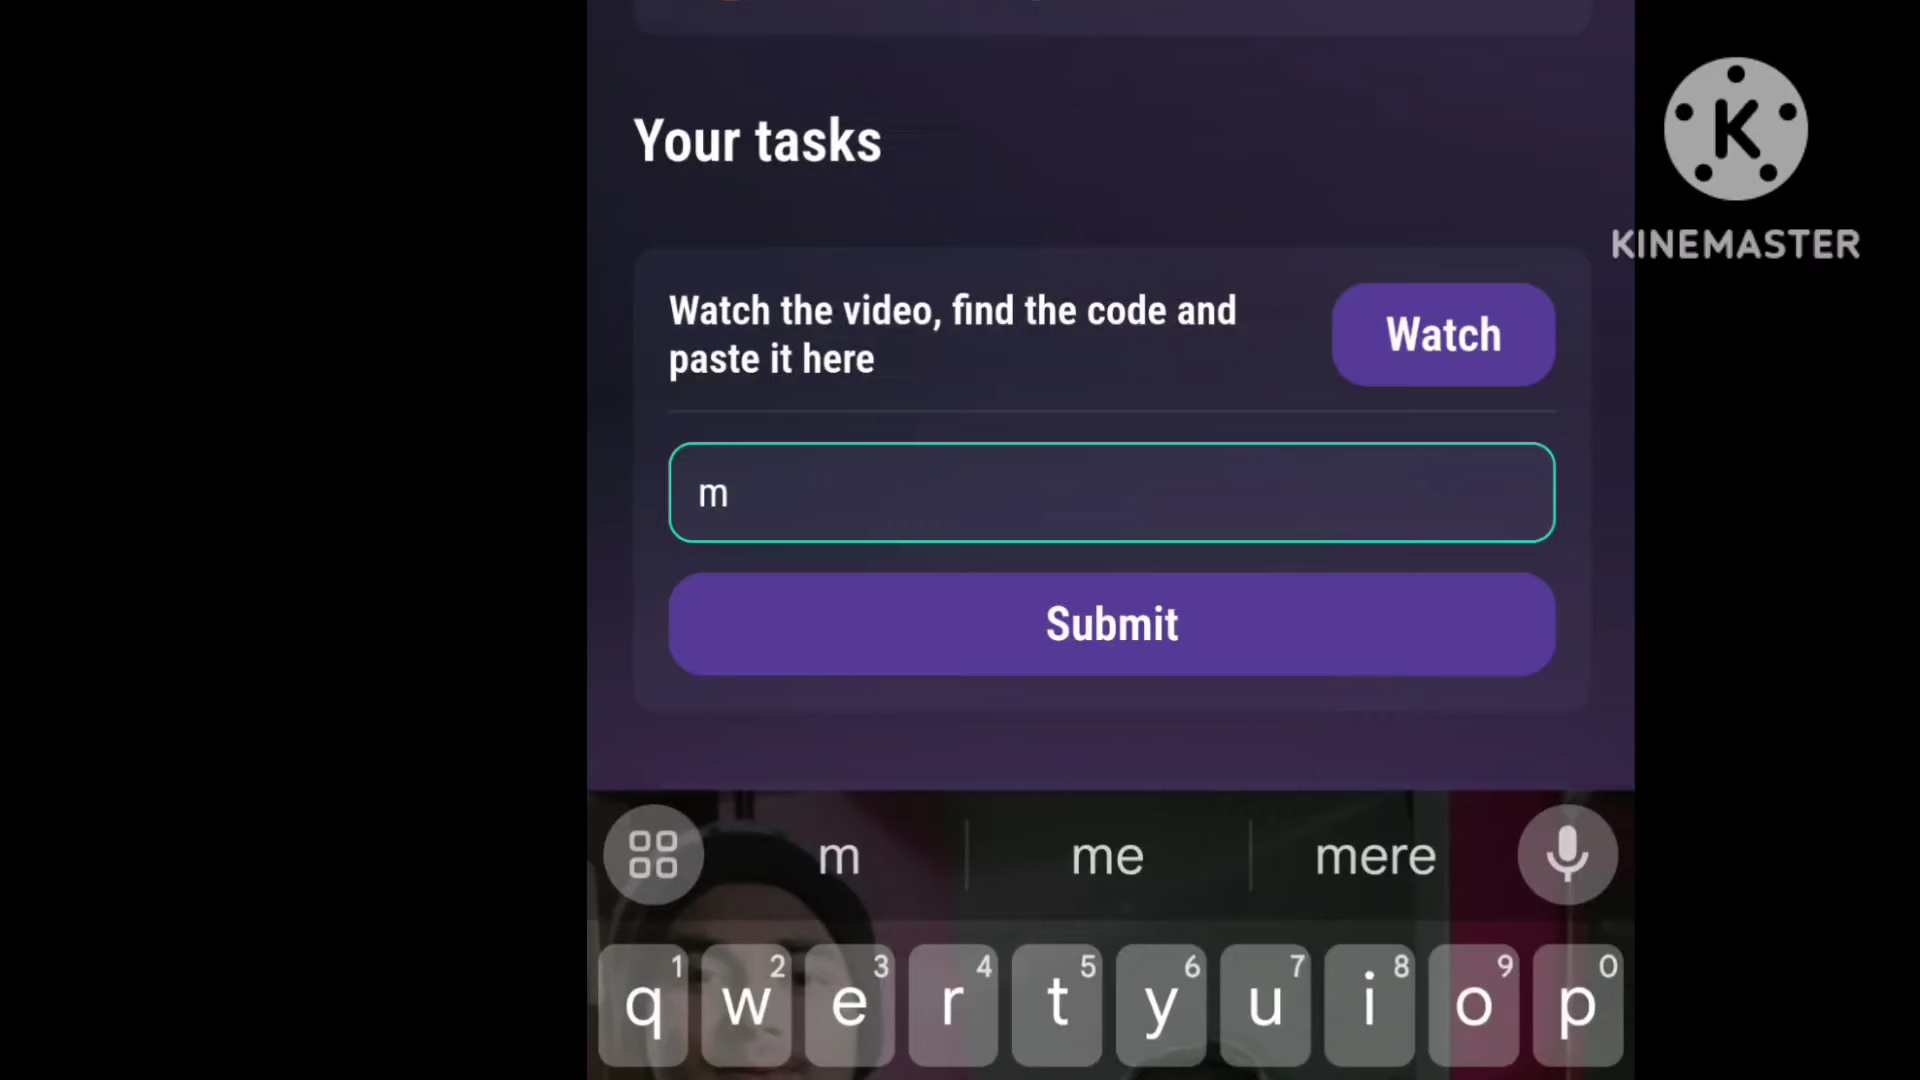 Your tasks
KINEMASTER
Watch the video, find the code and
paste it here
Watch
m
Submit
m me mere
1 2 3 4 5 6 7 8 9 0
q w e r t y u i o p